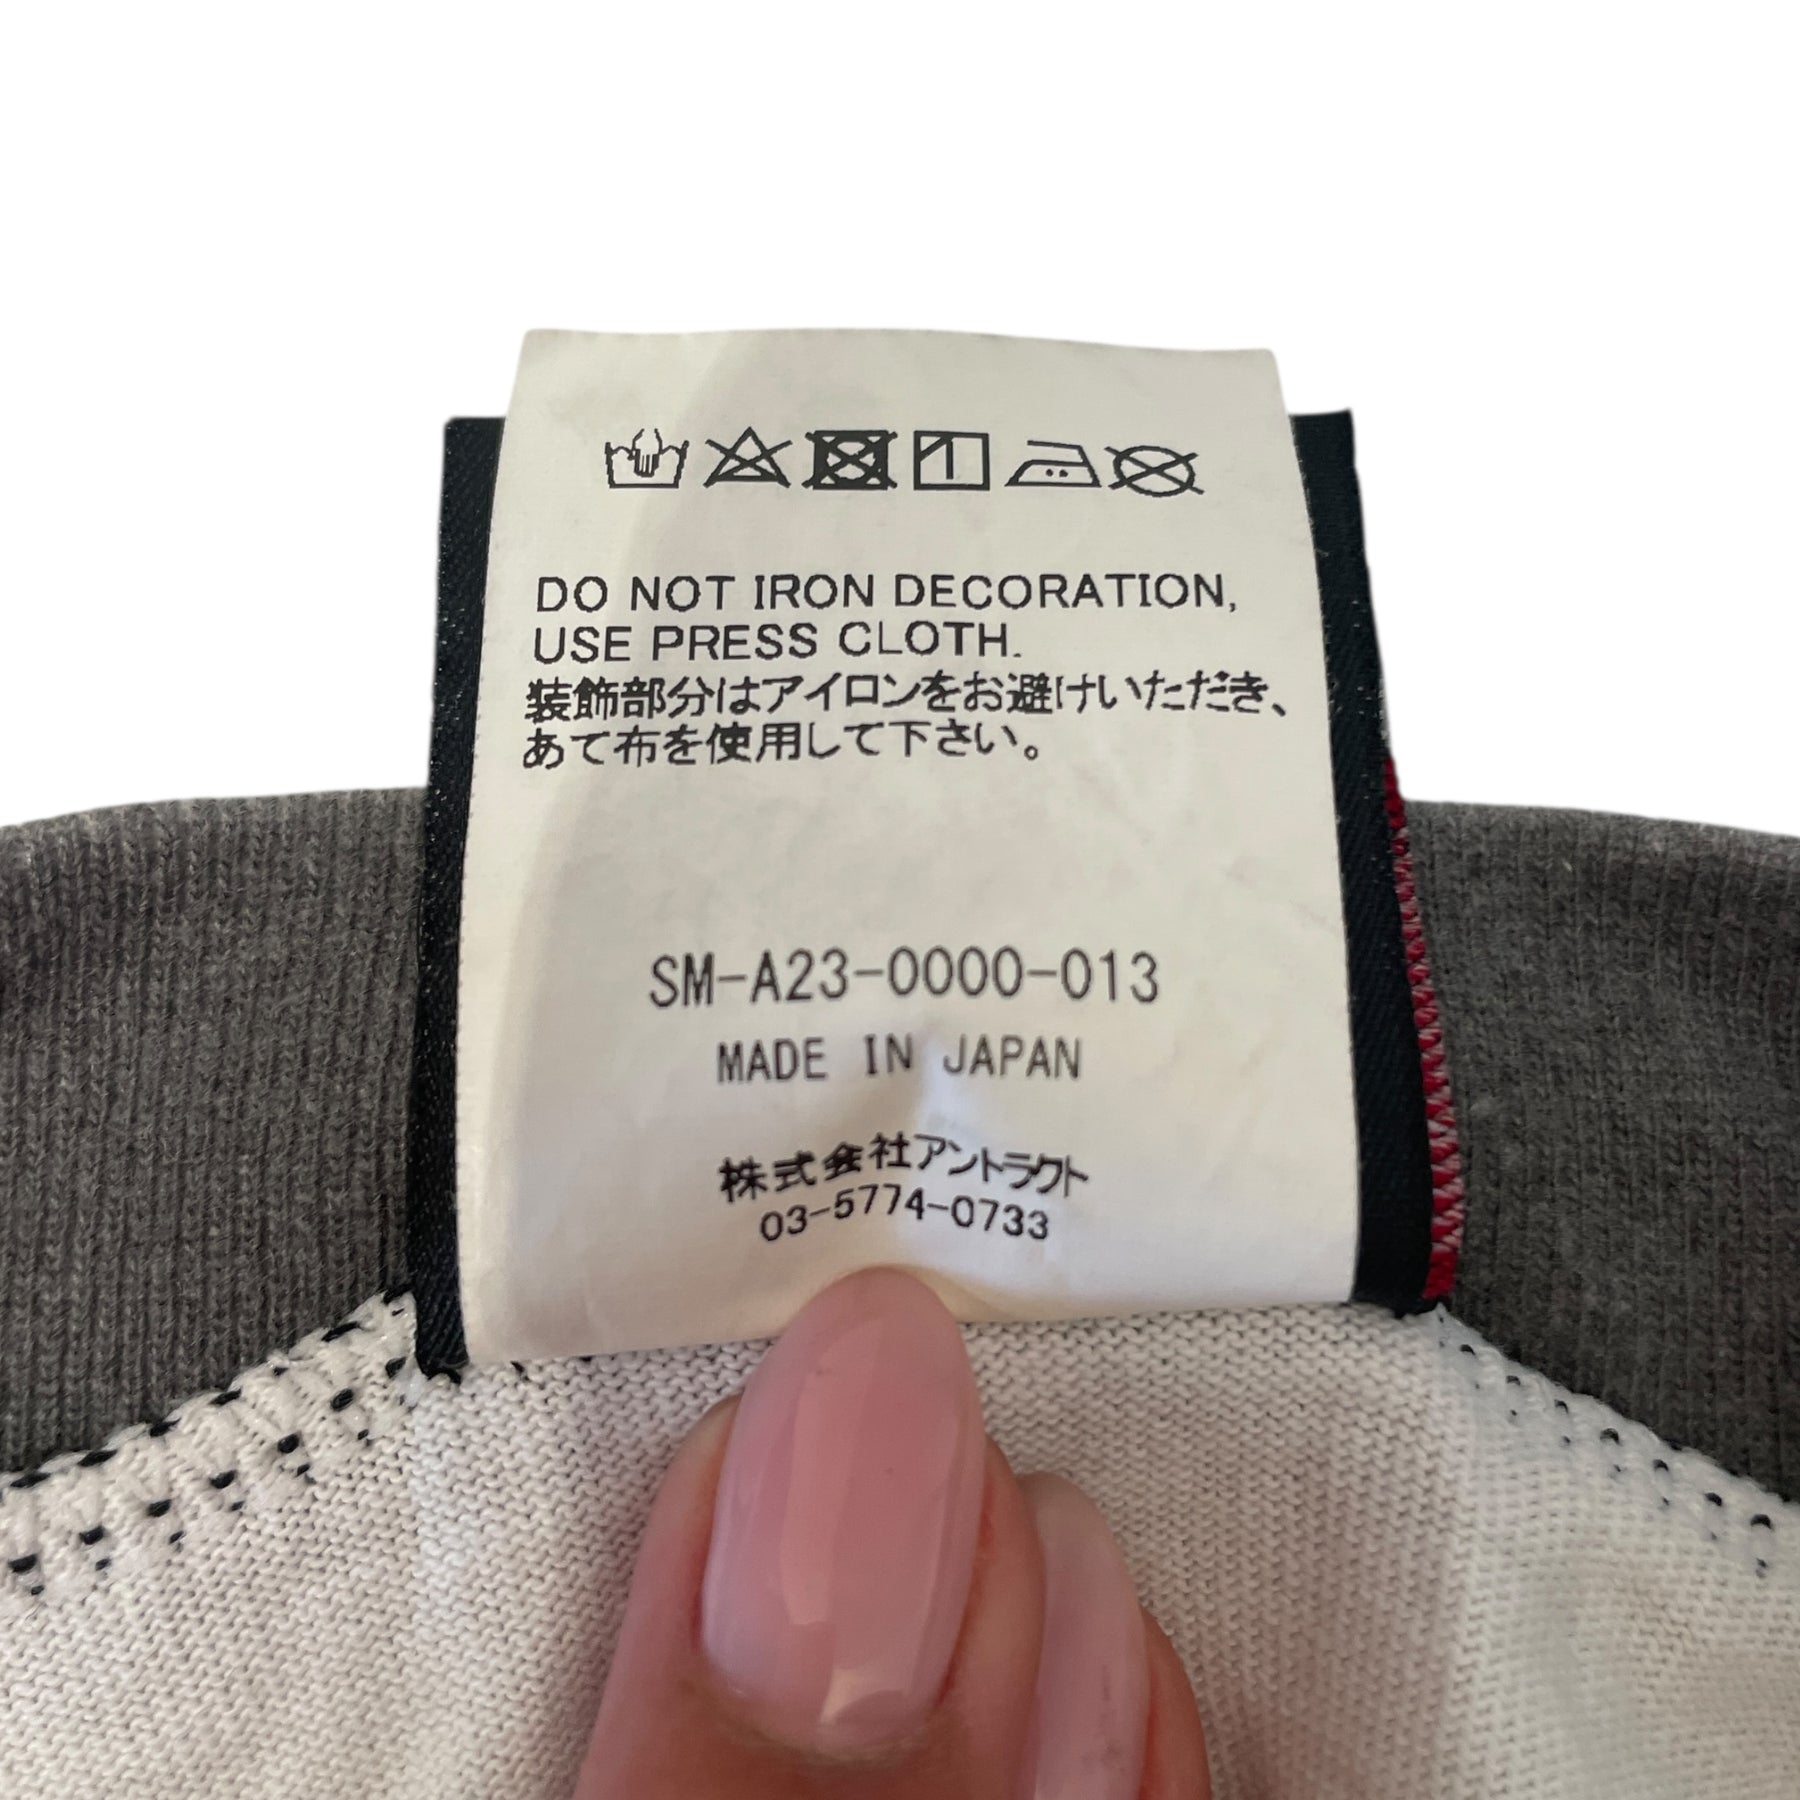 DO NOT IRON DECORATION,
USE PRESS CLOTH.
装飾部分はアイロンをお避けいただき、
あて布を使用して下さい。
SM-A23-0000-013
MADE IN JAPAN
株式会社アントラクト
03-5774-0733